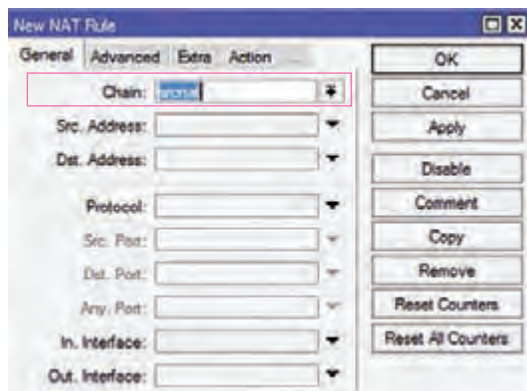 New NAT Rule
General Advanced Extra Action ...
Chain: srcnat
Src. Address:
Dst. Address:
Protocol:
Src. Port:
Dst. Port:
Any. Port:
In. Interface:
Out. Interface:
OK
Cancel
Apply
Disable
Comment
Copy
Remove
Reset Counters
Reset All Counters